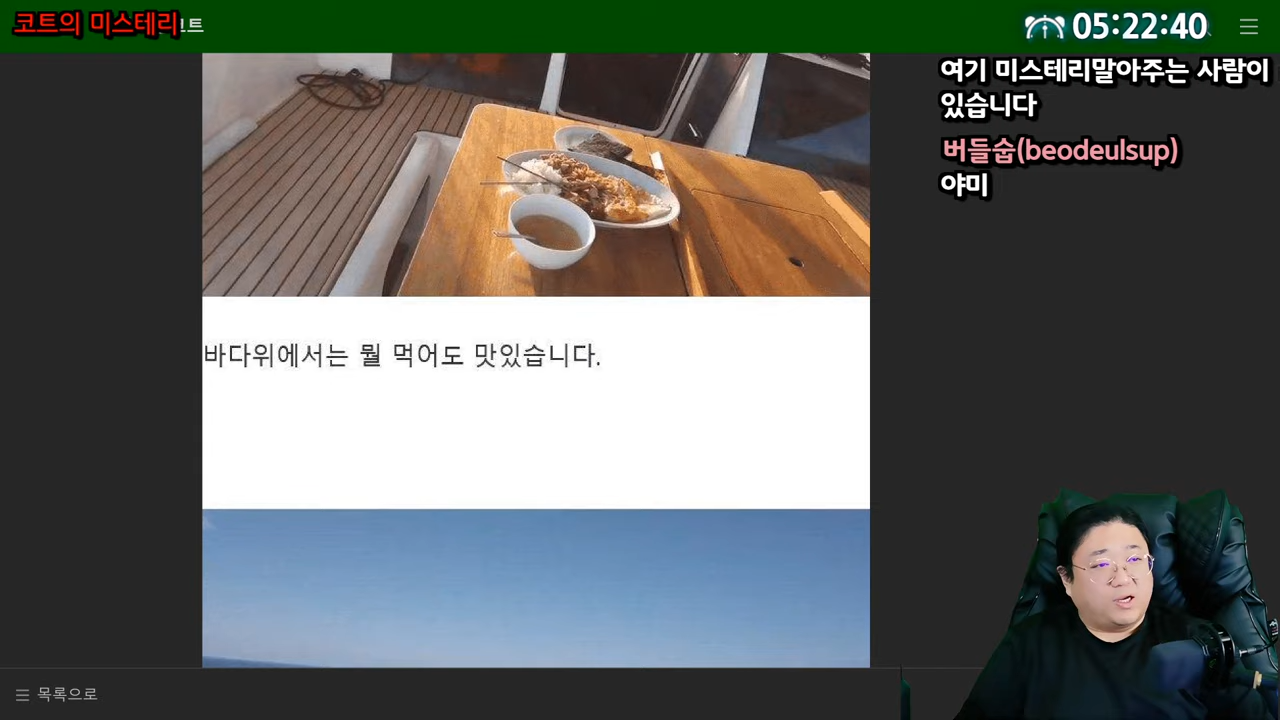 코트의 미스테리
트
05:22:40
여기 미스테리말아주는 사람이
있습니다
버들숩(beodeulsup)
야미
바다위에서는 뭘 먹어도 맛있습니다.
목록으로